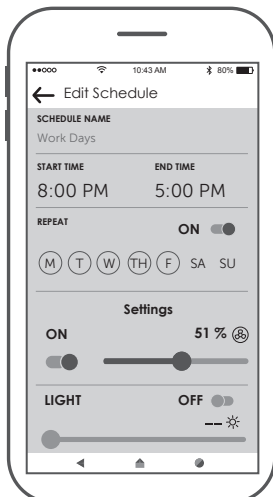 10:43 AM 80%
Edit Schedule
SCHEDULE NAME
Work Days
START TIME END TIME
8:00 PM 5:00 PM
REPEAT ON
M T W TH F SA SU
Settings
ON 51 %
LIGHT OFF
--